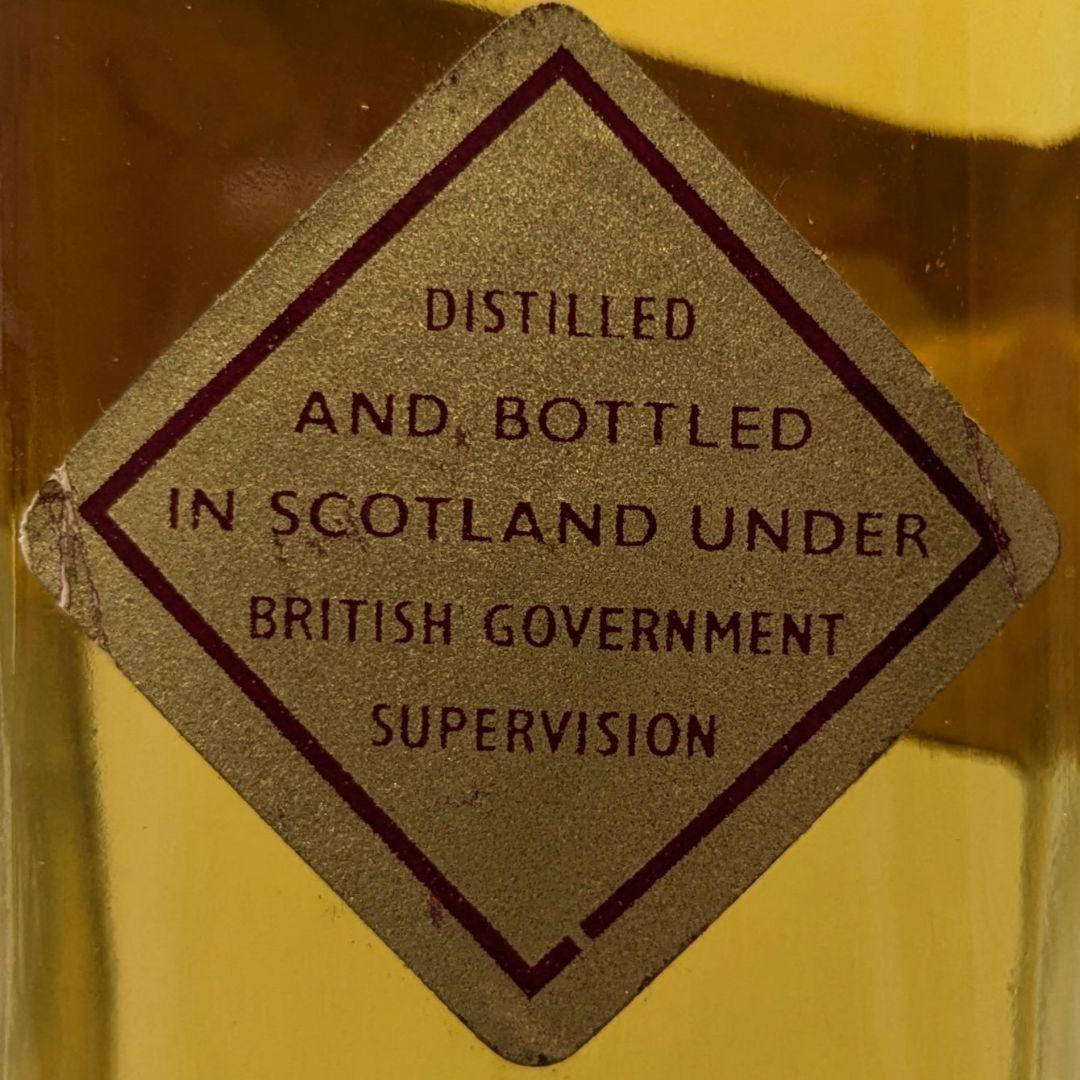 DISTILLED
AND BOTTLED
IN SCOTLAND UNDER
BRITISH GOVERNMENT
SUPERVISION